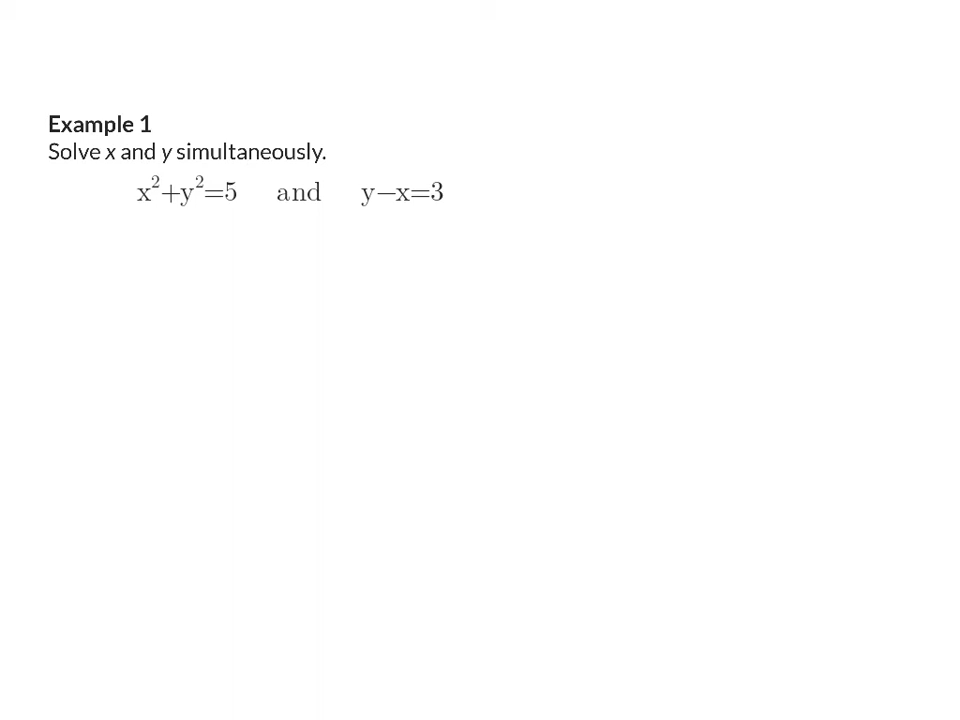 Example 1
Solve x and y simultaneously.
x²+y²=5 and y−x=3